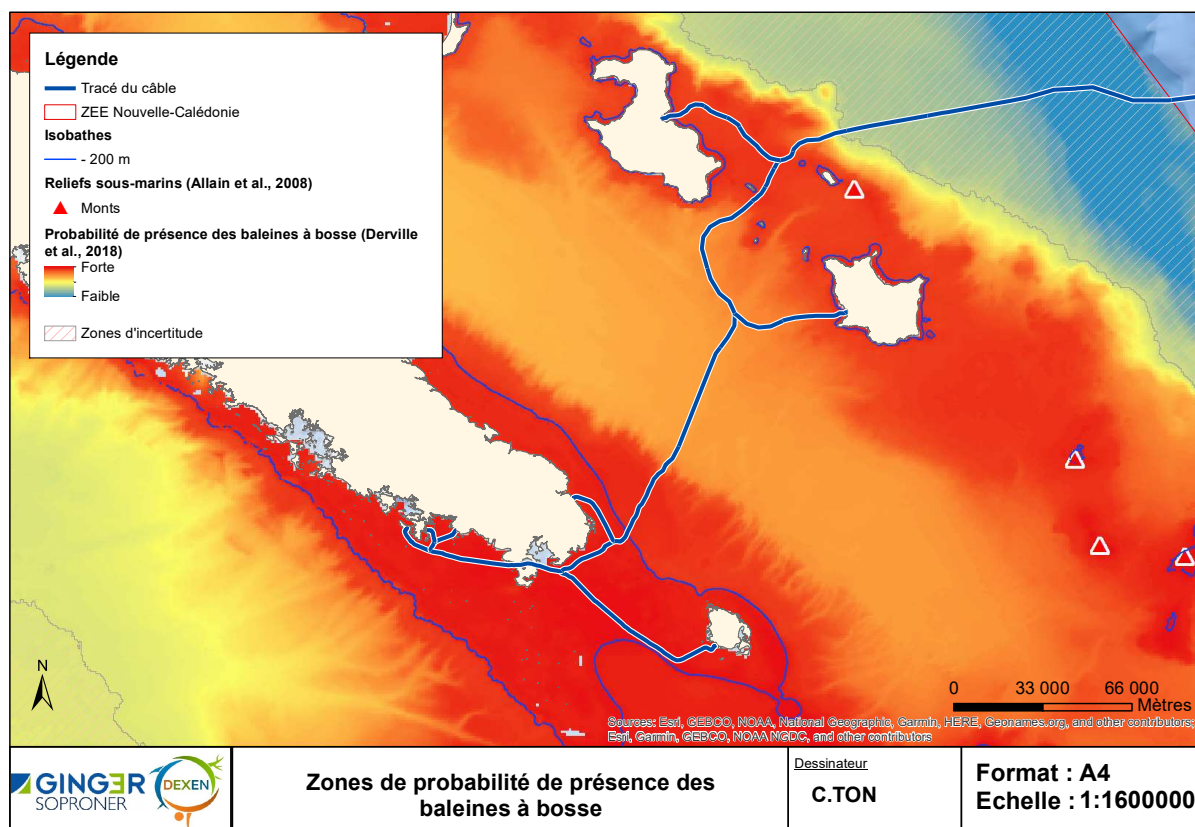 Légende
Tracé du câble
ZEE Nouvelle-Calédonie
Isobathes
- 200 m
Reliefs sous-marins (Allain et al., 2008)
Monts
Probabilité de présence des baleines à bosse (Derville
et al., 2018)
Forte
Faible
Zones d'incertitude
N
0 33 000 66 000
Mètres
Sources: Esri, GEBCO, NOAA, National Geographic, Garmin, HERE, Geonames.org, and other contributors;
Esri, Garmin, GEBCO, NOAA NGDC, and other contributors
GINGER
SOPRONER
DEXEN
Zones de probabilité de présence des
baleines à bosse
Dessinateur
C.TON
Format : A4
Echelle : 1:1600000